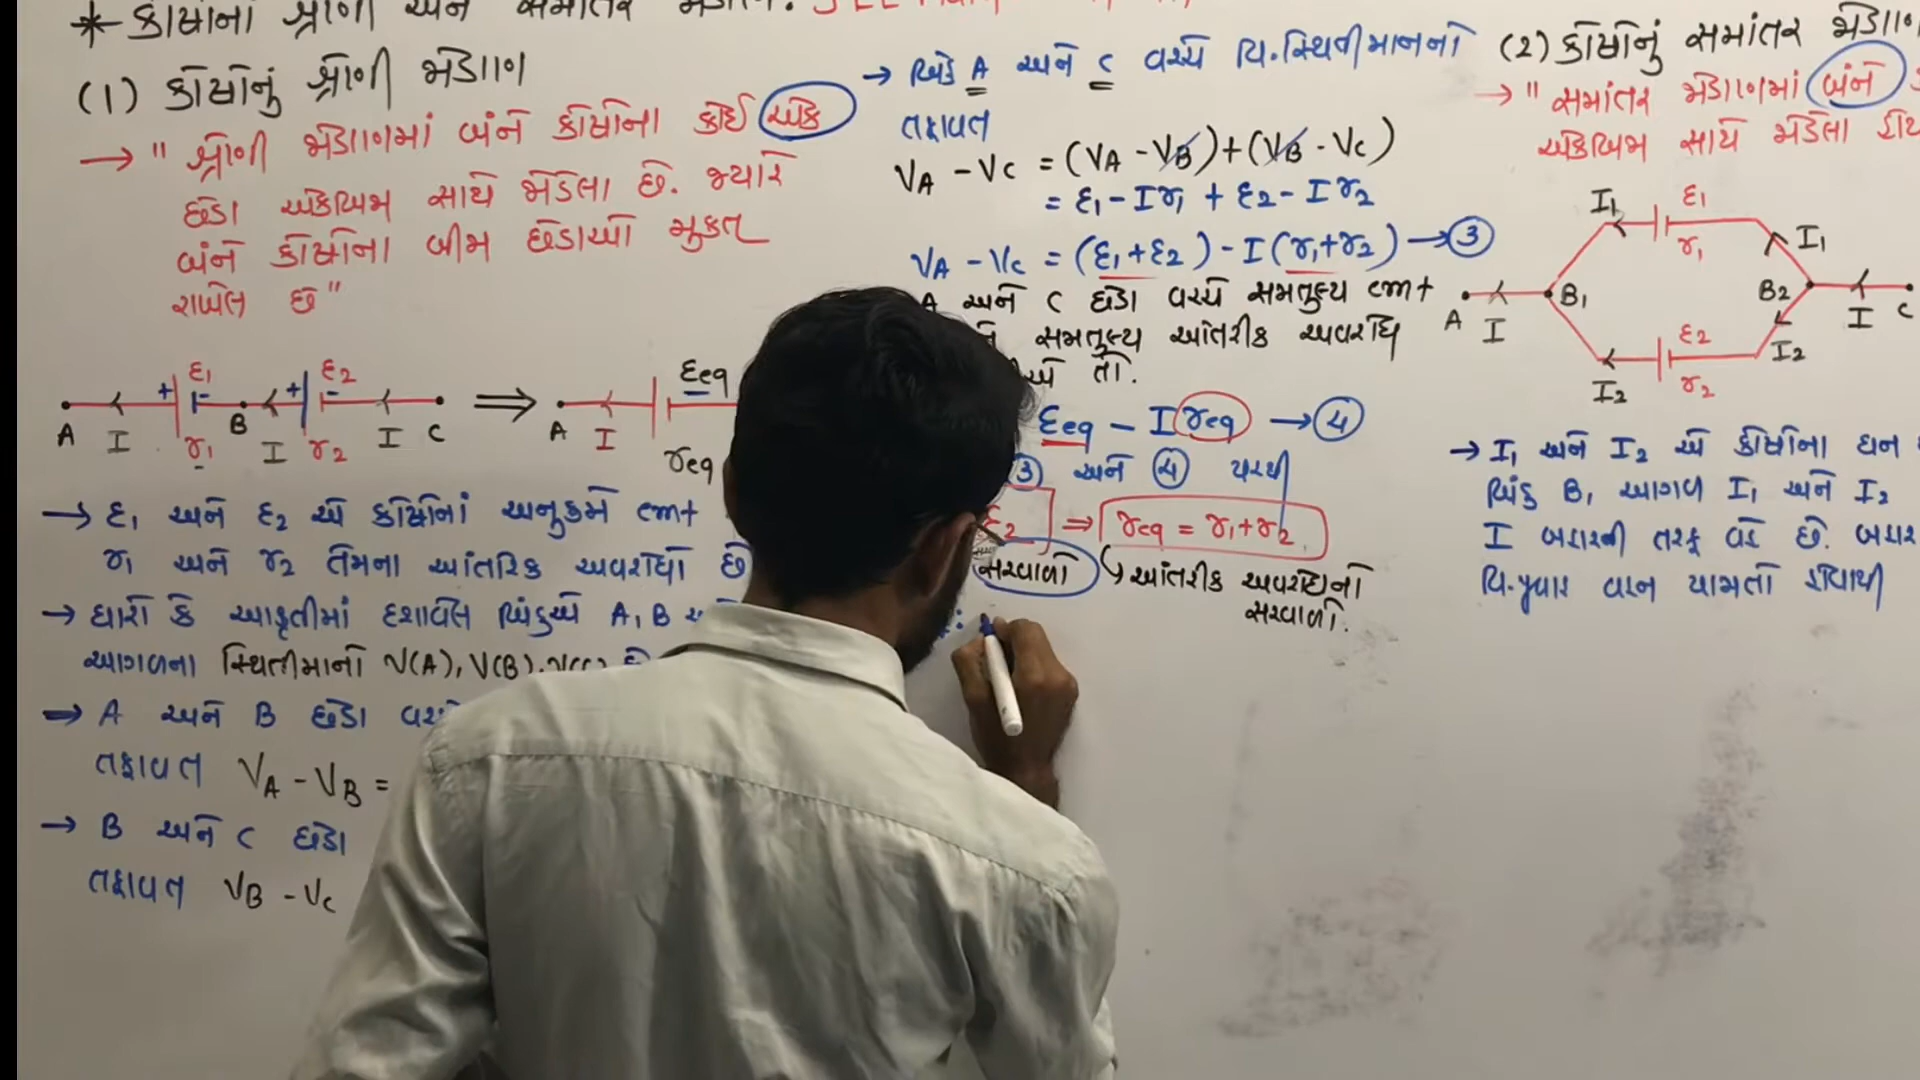 * કોષોના શ્રેણી અને સમાંતર
(1) કોષોનું શ્રેણી જોડાણ
→ " શ્રેણી જોડાણમાં બંને કોષોના કોઈ એક
છેડા એકબીજા સાથે જોડેલા છે. જ્યારે
બંને કોષોના બીજા છેડાઓ મુક્ત
રાખેલ છે"
+ ε1 + ε2
A I r1 B I r2 I C ⇒ A I εeq req
→ ε1 અને ε2 એ કોષોનાં અનુક્રમે emf
r1 અને r2 તેમના આંતરિક અવરોધો છે
→ ધારો કે આકૃતીમાં દર્શાવેલ બિંદુએ A, B
આગળના સ્થિતીમાનો V(A), V(B), V(C)
→ A અને B છેડા
તફાવત VA - VB =
→ B અને C છેડા
તફાવત VB - VC
→ બિંદુ A અને C વચ્ચે વિ.સ્થિતીમાનનો
તફાવત
VA - VC = (VA - VB) + (VB - VC)
= ε1 - Ir1 + ε2 - Ir2
VA - VC = (ε1 + ε2) - I(r1 + r2) → 3
A અને C છેડા વચ્ચે સમતુલ્ય emf
સમતુલ્ય આંતરીક અવરોધ
તો.
εeq - I req → 4
3 અને 4 પરથી
ε2 ⇒ req = r1 + r2
સરવાળો ↳ આંતરીક અવરોધનો
સરવાળો.
(2) કોષોનું સમાંતર જોડાણ
→ " સમાંતર જોડાણમાં બંને
એકબીજા સાથે જોડેલા
I1 ε1 r1 I1
A I B1 B2 I C
I2 ε2 r2 I2
→ I1 અને I2 એ કોષોના ધન
બિંદુ B1 આગળ I1 અને I2
I બહારની તરફ વહે છે.
વિ.પ્રવાહ વહન પામતો હોવાથી